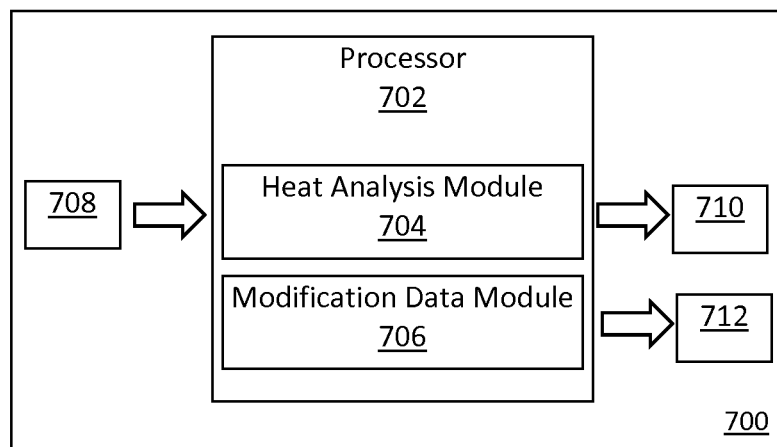 Processor
702
708
Heat Analysis Module
704
710
Modification Data Module
706
712
700